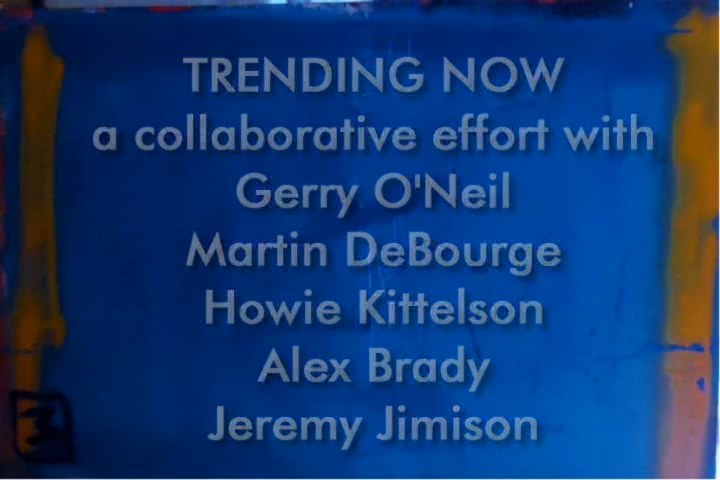 TRENDING NOW
a collaborative effort with
Gerry O'Neil
Martin DeBourge
Howie Kittelson
Alex Brady
Jeremy Jimison